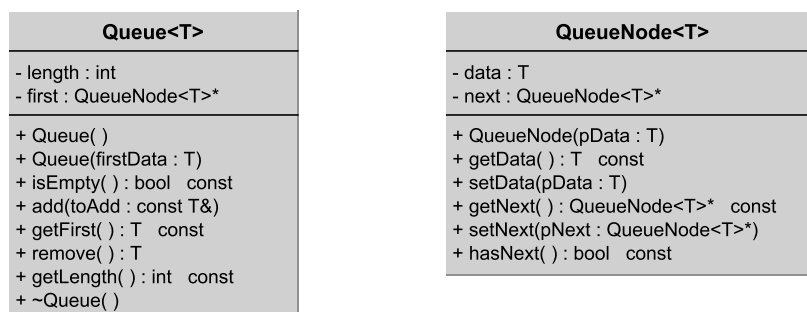 Queue<T>
- length : int
- first : QueueNode<T>*
+ Queue( )
+ Queue(firstData : T)
+ isEmpty( ) : bool const
+ add(toAdd : const T&)
+ getFirst( ) : T const
+ remove( ) : T
+ getLength( ) : int const
+ ~Queue( )
QueueNode<T>
- data : T
- next : QueueNode<T>*
+ QueueNode(pData : T)
+ getData( ) : T const
+ setData(pData : T)
+ getNext( ) : QueueNode<T>* const
+ setNext(pNext : QueueNode<T>*)
+ hasNext( ) : bool const